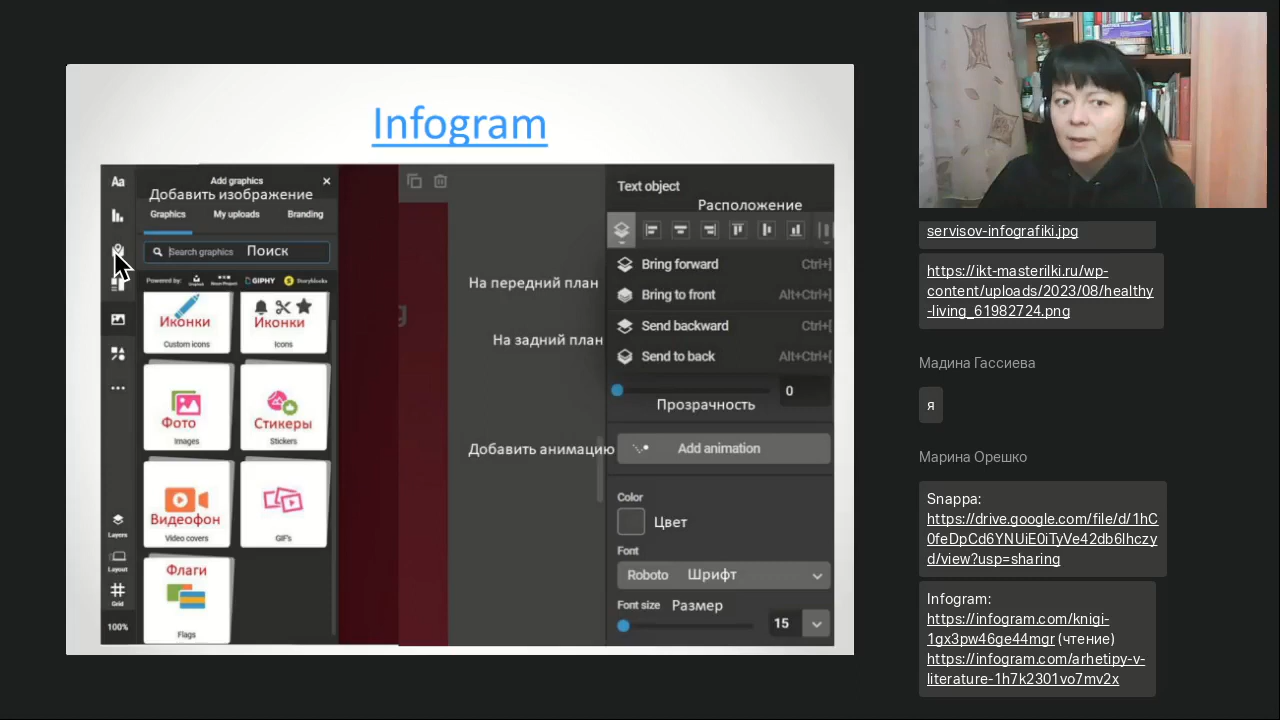 Infogram
Aa
Add graphics
Добавить изображение
Graphics
My uploads
Branding
Search graphics
Поиск
Powered by:
GIPHY
Storyblocks
Иконки
Custom icons
Иконки
Icons
Фото
Images
Стикеры
Stickers
Видеофон
Video covers
GIFs
Флаги
Flags
Layers
Layout
Grid
100%
g
На передний план
На задний план
Добавить анимацию
Text object
Расположение
Bring forward Ctrl+]
Bring to front Alt+Ctrl+[
Send backward Ctrl+[
Send to back Alt+Ctrl+[
0
Прозрачность
Add animation
Color
Цвет
Font
Roboto Шрифт
Font size Размер
15
servisov-infografiki.jpg
https://ikt-masterilki.ru/wp-
content/uploads/2023/08/healthy
-living_61982724.png
Мадина Гассиева
я
Марина Орешко
Snappa:
https://drive.google.com/file/d/1hC
0feDpCd6YNUiE0iTyVe42db6lhczy
d/view?usp=sharing
Infogram:
https://infogram.com/knigi-
1gx3pw46ge44mgr (чтение)
https://infogram.com/arhetipy-v-
literature-1h7k2301vo7mv2x